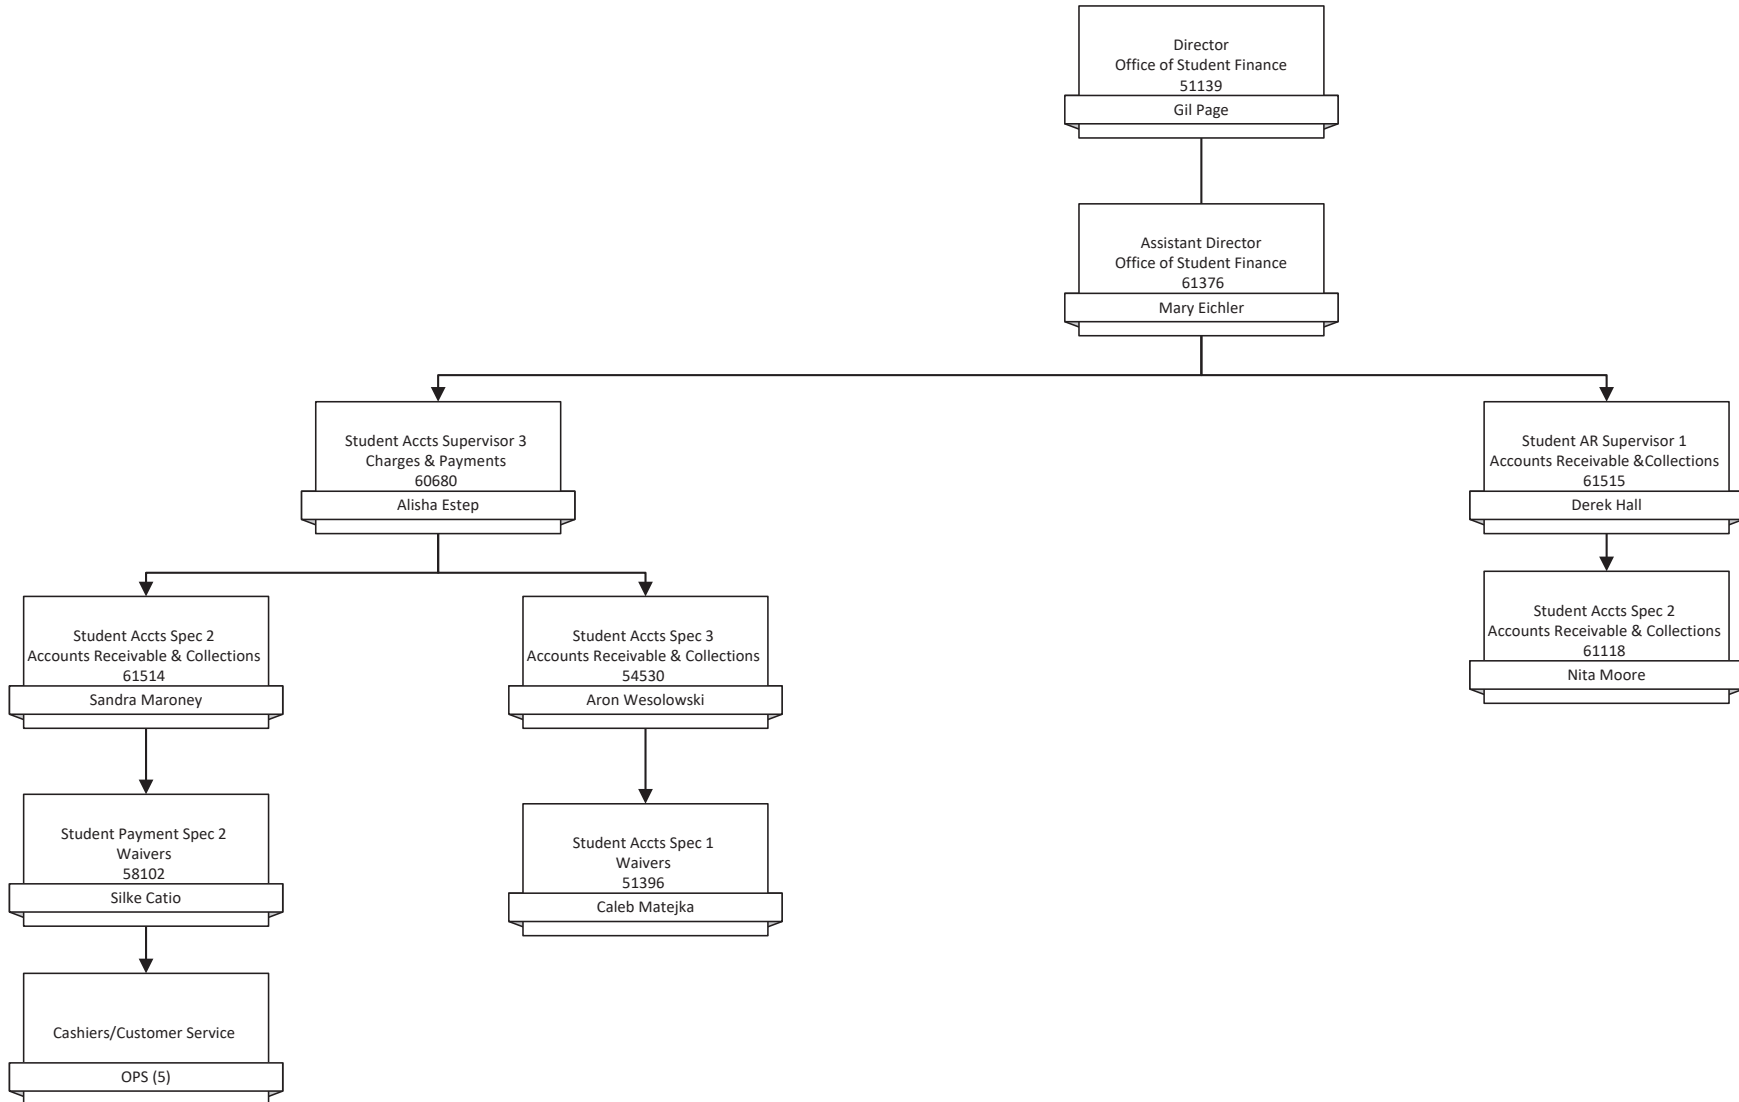 Director
Office of Student Finance
51139
Gil Page
Assistant Director
Office of Student Finance
61376
Mary Eichler
Student Accts Supervisor 3
Charges & Payments
60680
Alisha Estep
Student AR Supervisor 1
Accounts Receivable &Collections
61515
Derek Hall
Student Accts Spec 2
Accounts Receivable & Collections
61514
Sandra Maroney
Student Accts Spec 3
Accounts Receivable & Collections
54530
Aron Wesolowski
Student Accts Spec 2
Accounts Receivable & Collections
61118
Nita Moore
Student Payment Spec 2
Waivers
58102
Silke Catio
Student Accts Spec 1
Waivers
51396
Caleb Matejka
Cashiers/Customer Service
OPS (5)